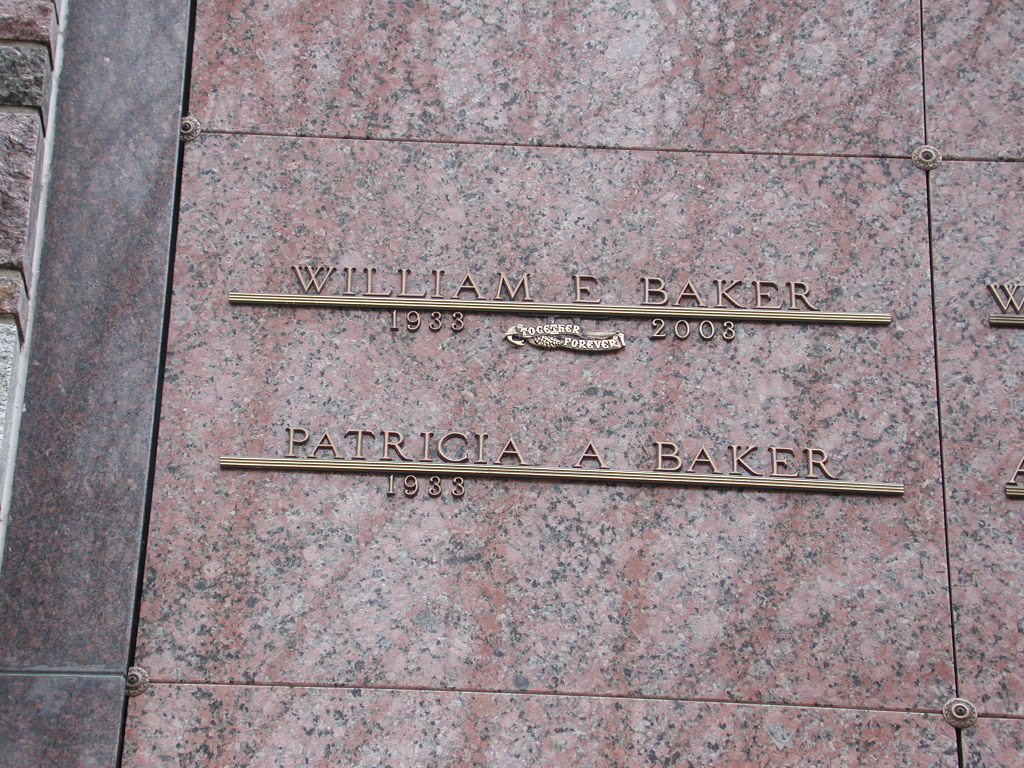 WILLIAM E BAKER
1933 2003
TOGETHER
FOREVER
PATRICIA A BAKER
1933
W
A